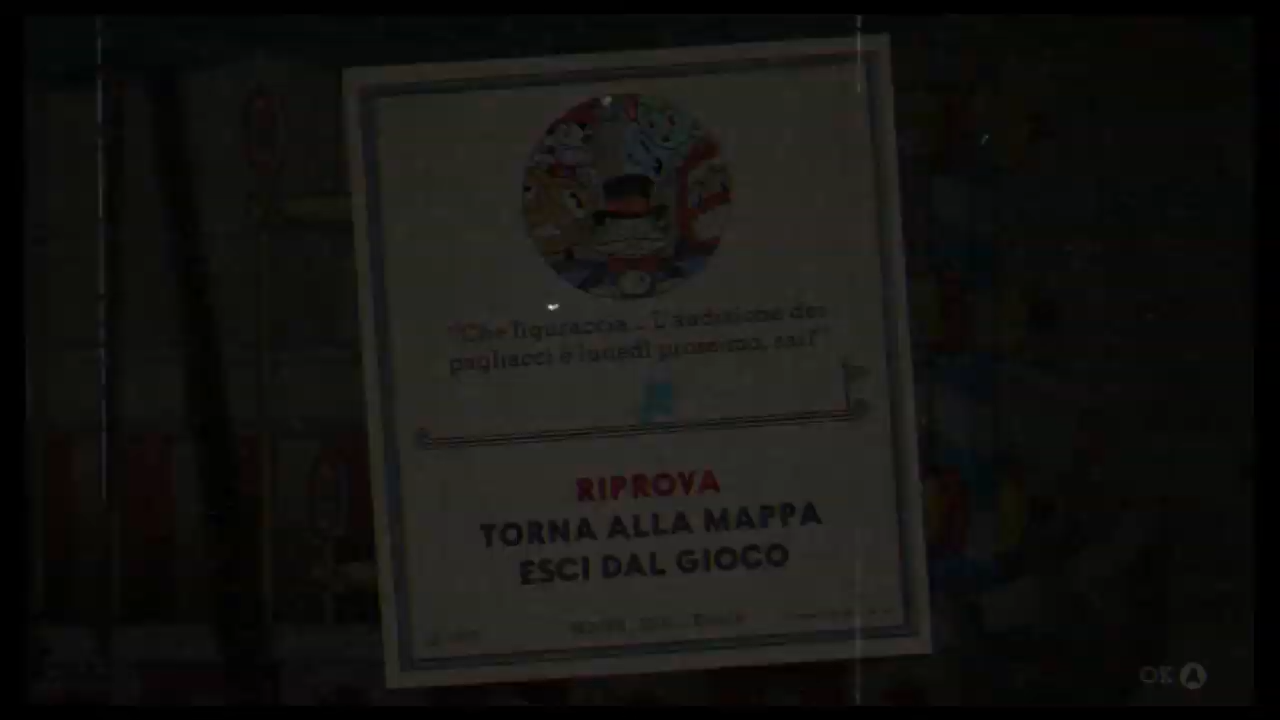 "Che figuraccia... L'audizione dei
pagliacci è lunedì prossimo, sai!"
RIPROVA
TORNA ALLA MAPPA
ESCI DAL GIOCO
OK A